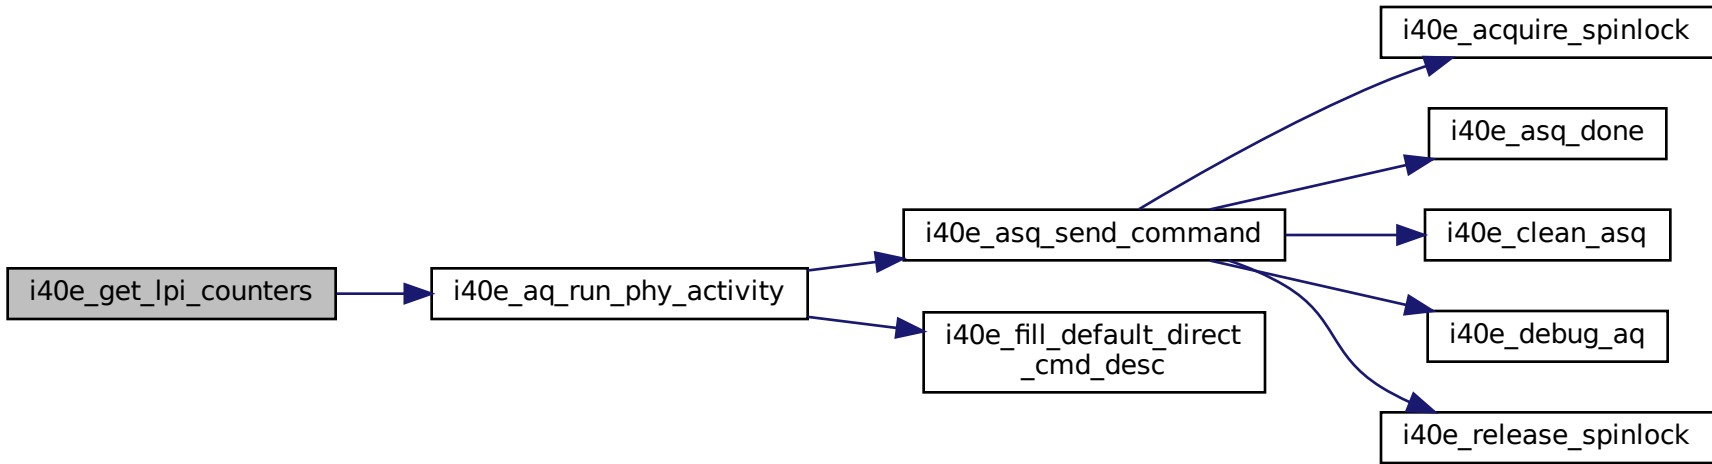 i40e_get_lpi_counters
i40e_aq_run_phy_activity
i40e_asq_send_command
i40e_fill_default_direct
_cmd_desc
i40e_acquire_spinlock
i40e_asq_done
i40e_clean_asq
i40e_debug_aq
i40e_release_spinlock